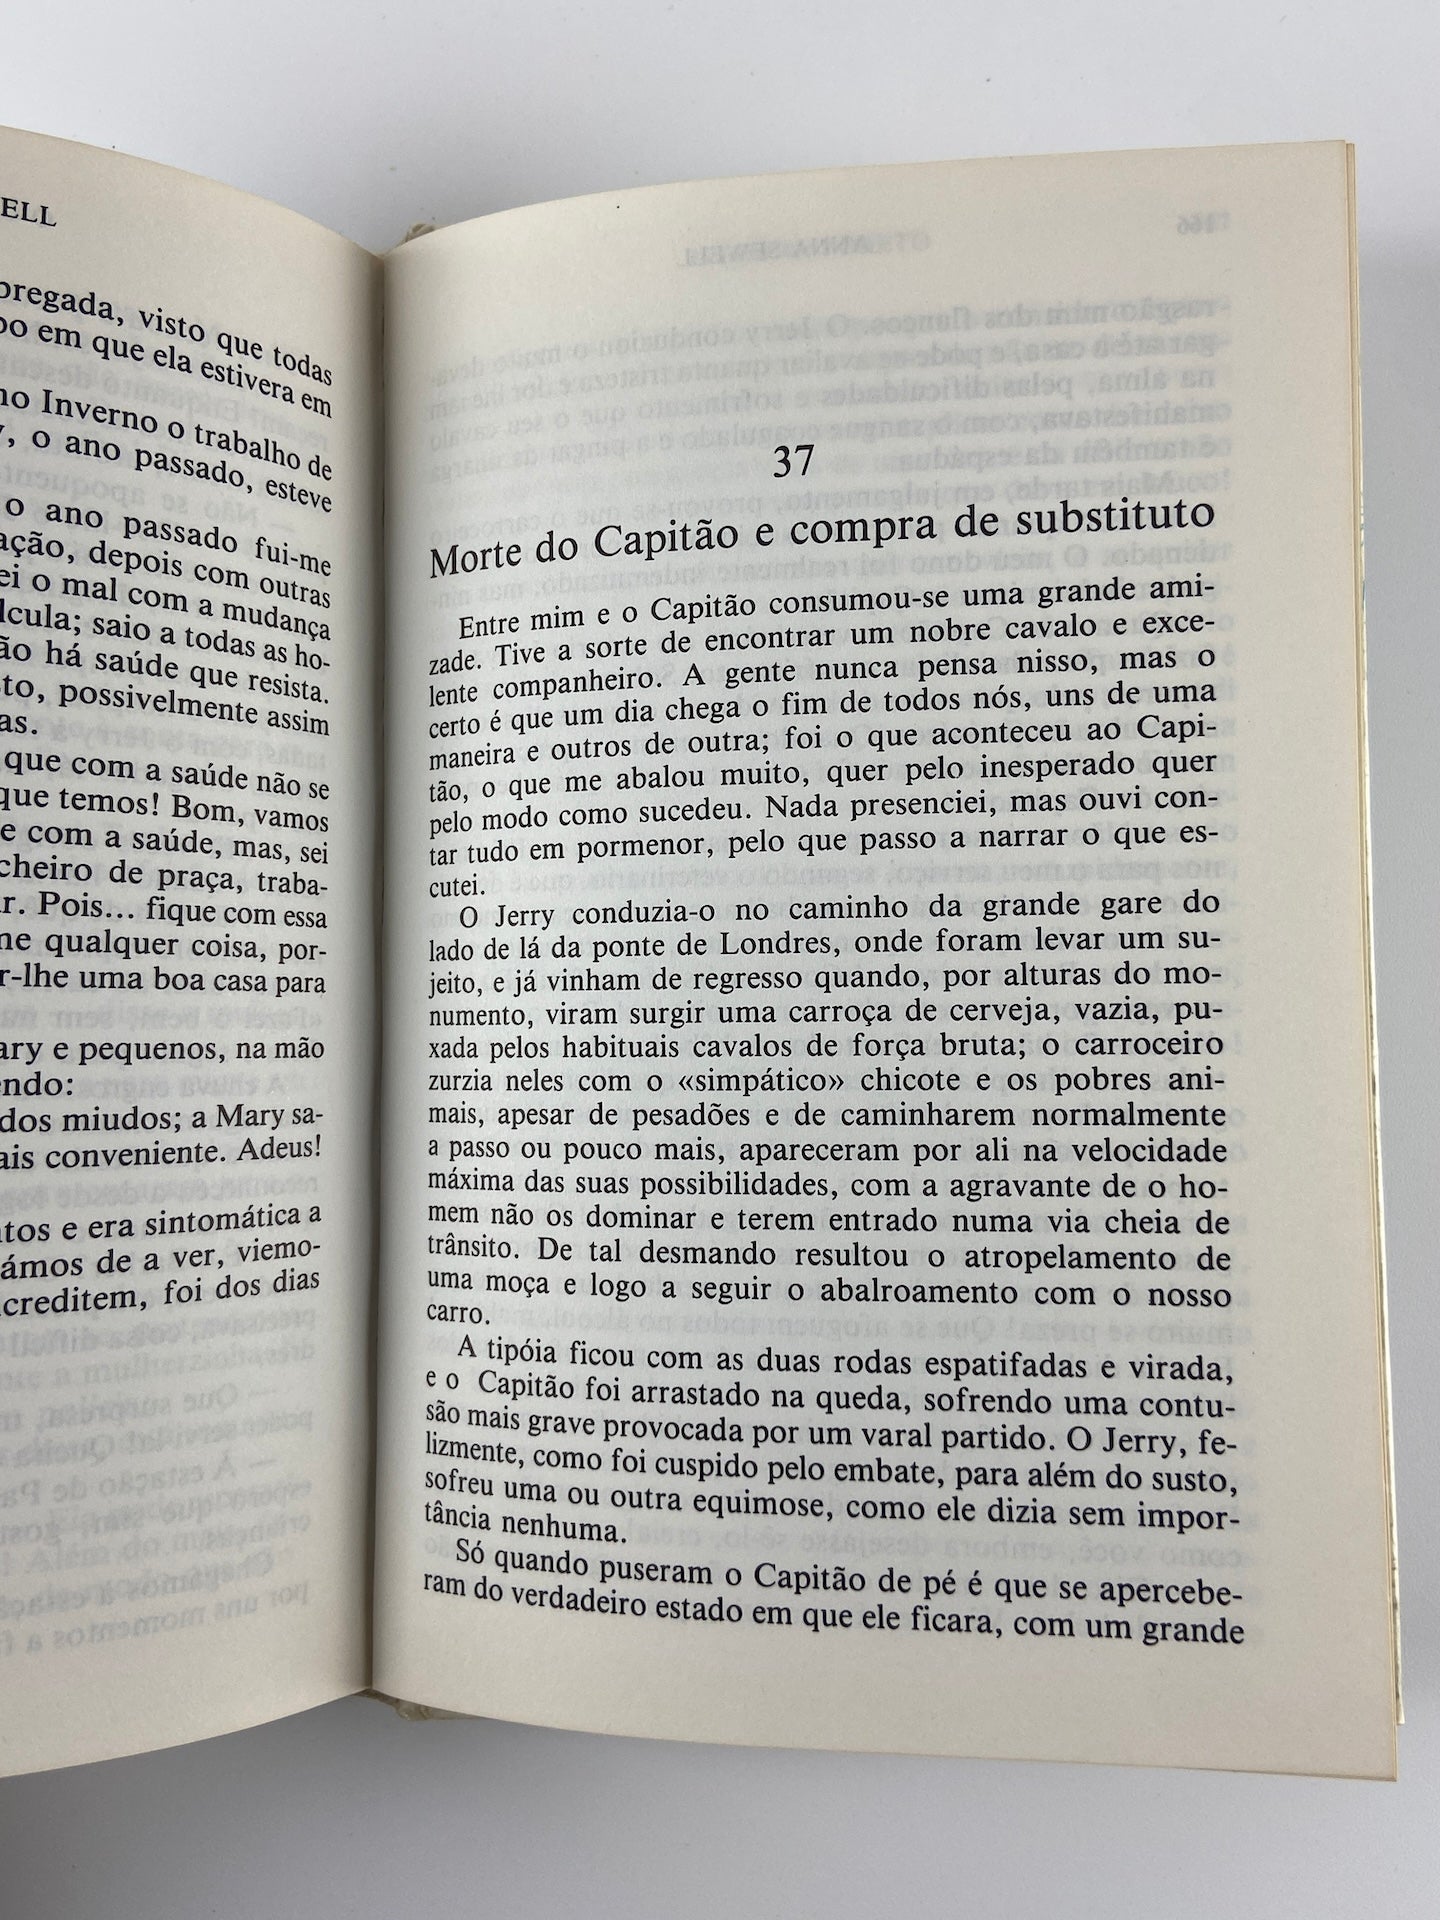 ELL
pregada, visto que todas
po em que ela estivera em
no Inverno o trabalho de
y, o ano passado, esteve
o ano passado fui-me
ação, depois com outras
ei o mal com a mudança
lcula; saio a todas as ho-
ão há saúde que resista.
sto, possivelmente assim
as.
que com a saúde não se
que temos! Bom, vamos
e com a saúde, mas, sei
cheiro de praça, traba-
r. Pois... fique com essa
me qualquer coisa, por-
r-lhe uma boa casa para
ary e pequenos, na mão
endo:
dos miudos; a Mary sa-
ais conveniente. Adeus!
ntos e era sintomática a
ámos de a ver, viemo-
creditem, foi dos dias
37
Morte do Capitão e compra de substituto
Entre mim e o Capitão consumou-se uma grande ami-
zade. Tive a sorte de encontrar um nobre cavalo e exce-
lente companheiro. A gente nunca pensa nisso, mas o
certo é que um dia chega o fim de todos nós, uns de uma
maneira e outros de outra; foi o que aconteceu ao Capi-
tão, o que me abalou muito, quer pelo inesperado quer
pelo modo como sucedeu. Nada presenciei, mas ouvi con-
tar tudo em pormenor, pelo que passo a narrar o que es-
cutei.
O Jerry conduzia-o no caminho da grande gare do
lado de lá da ponte de Londres, onde foram levar um su-
jeito, e já vinham de regresso quando, por alturas do mo-
numento, viram surgir uma carroça de cerveja, vazia, pu-
xada pelos habituais cavalos de força bruta; o carroceiro
zurzia neles com o «simpático» chicote e os pobres ani-
mais, apesar de pesadões e de caminharem normalmente
a passo ou pouco mais, apareceram por ali na velocidade
máxima das suas possibilidades, com a agravante de o ho-
mem não os dominar e terem entrado numa via cheia de
trânsito. De tal desmando resultou o atropelamento de
uma moça e logo a seguir o abalroamento com o nosso
carro.
A tipóia ficou com as duas rodas espatifadas e virada,
e o Capitão foi arrastado na queda, sofrendo uma contu-
são mais grave provocada por um varal partido. O Jerry, fe-
lizmente, como foi cuspido pelo embate, para além do susto,
sofreu uma ou outra equimose, como ele dizia sem impor-
tância nenhuma.
Só quando puseram o Capitão de pé é que se apercebe-
ram do verdadeiro estado em que ele ficara, com um grande